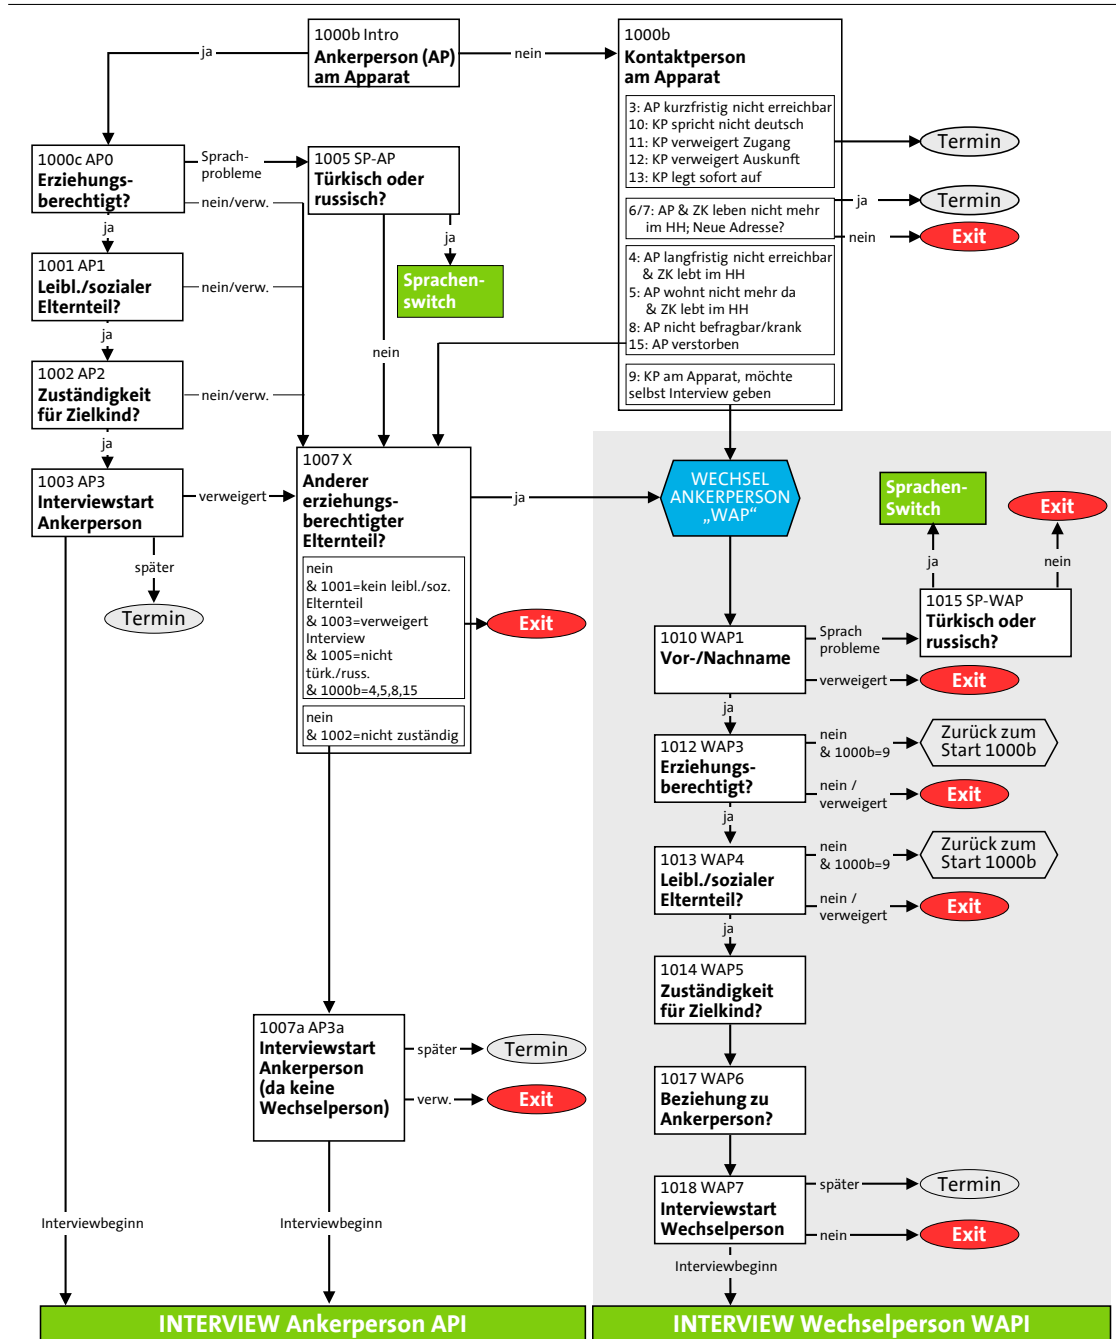 1000b Intro
Ankerperson (AP)
am Apparat
ja
nein
1000b
Kontaktperson
am Apparat
3: AP kurzfristig nicht erreichbar
10: KP spricht nicht deutsch
11: KP verweigert Zugang
12: KP verweigert Auskunft
13: KP legt sofort auf
Termin
6/7: AP & ZK leben nicht mehr
im HH; Neue Adresse?
ja
Termin
nein
Exit
4: AP langfristig nicht erreichbar
& ZK lebt im HH
5: AP wohnt nicht mehr da
& ZK lebt im HH
8: AP nicht befragbar/krank
15: AP verstorben
9: KP am Apparat, möchte
selbst Interview geben
1000c AP0
Erziehungs-
berechtigt?
Sprach-
probleme
nein/verw.
ja
1005 SP-AP
Türkisch oder
russisch?
ja
Sprachen-
switch
nein
1001 AP1
Leibl./sozialer
Elternteil?
nein/verw.
ja
1002 AP2
Zuständigkeit
für Zielkind?
nein/verw.
ja
1003 AP3
Interviewstart
Ankerperson
verweigert
später
Termin
1007 X
Anderer
erziehungs-
berechtigter
Elternteil?
ja
nein
& 1001=kein leibl./soz.
Elternteil
& 1003=verweigert
Interview
& 1005=nicht
türk./russ.
& 1000b=4,5,8,15
Exit
nein
& 1002=nicht zuständig
WECHSEL
ANKERPERSON
„WAP“
Sprachen-
Switch
Exit
ja
nein
1015 SP-WAP
Türkisch oder
russisch?
1010 WAP1
Vor-/Nachname
Sprach
probleme
verweigert
Exit
ja
1012 WAP3
Erziehungs-
berechtigt?
nein
& 1000b=9
Zurück zum
Start 1000b
nein /
verweigert
Exit
ja
1013 WAP4
Leibl./sozialer
Elternteil?
nein
& 1000b=9
Zurück zum
Start 1000b
nein /
verweigert
Exit
ja
1014 WAP5
Zuständigkeit
für Zielkind?
1007a AP3a
Interviewstart
Ankerperson
(da keine
Wechselperson)
später
Termin
verw.
Exit
1017 WAP6
Beziehung zu
Ankerperson?
1018 WAP7
Interviewstart
Wechselperson
später
Termin
nein
Exit
Interviewbeginn
Interviewbeginn
Interviewbeginn
INTERVIEW Ankerperson API
INTERVIEW Wechselperson WAPI